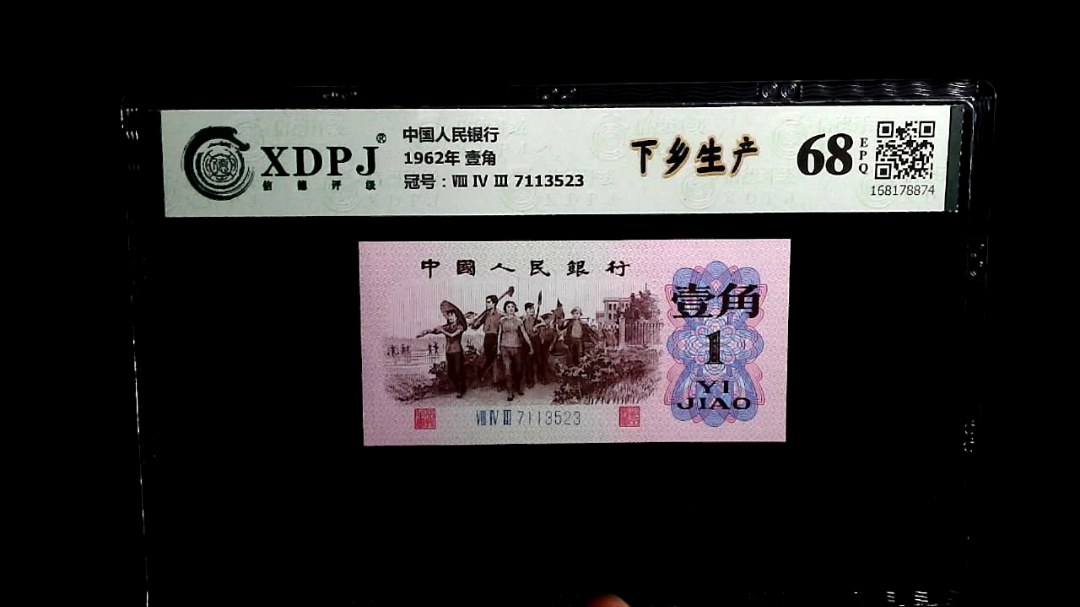 XDPJ®
信德评级
中国人民银行
1962年 壹角
冠号：Ⅷ Ⅳ Ⅲ 7113523
下乡生产
68
EPQ
168178874
中國人民銀行
壹角
1
YI
JIAO
Ⅷ Ⅳ Ⅲ 7113523